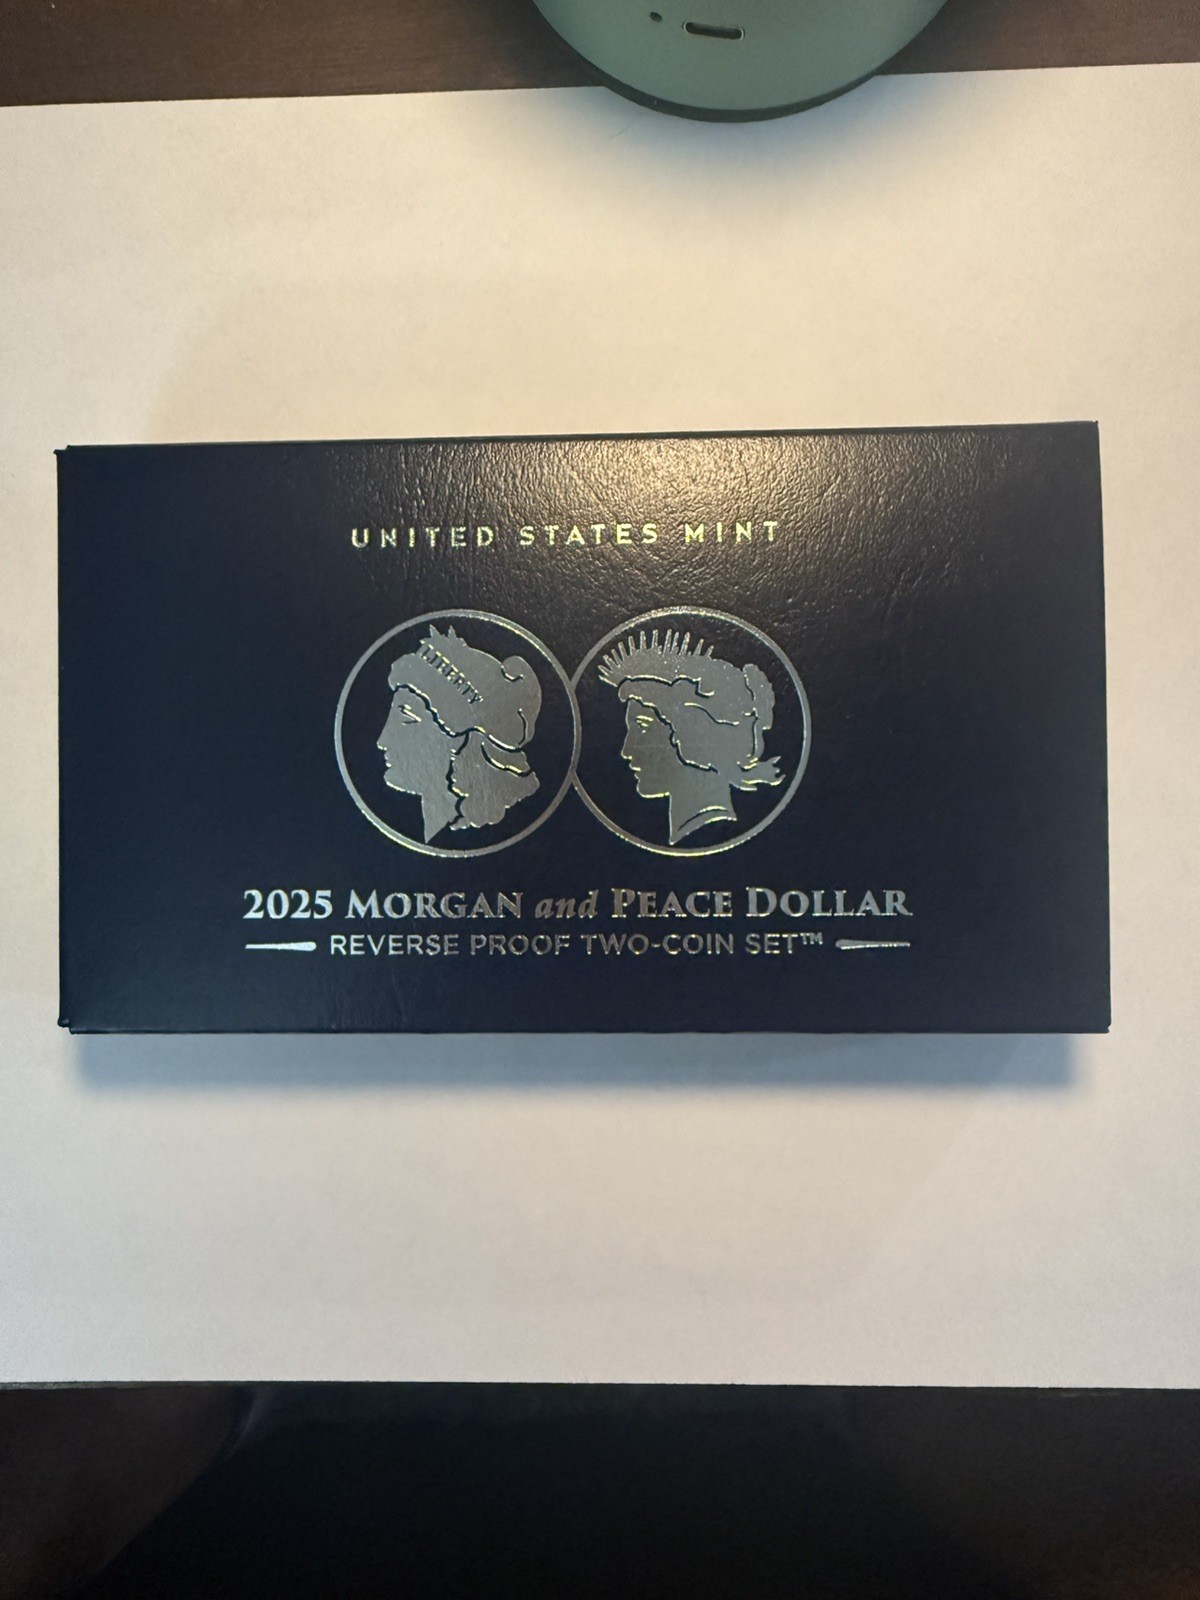 UNITED STATES MINT
LIBERTY
2025 MORGAN and PEACE DOLLAR
REVERSE PROOF TWO-COIN SET™